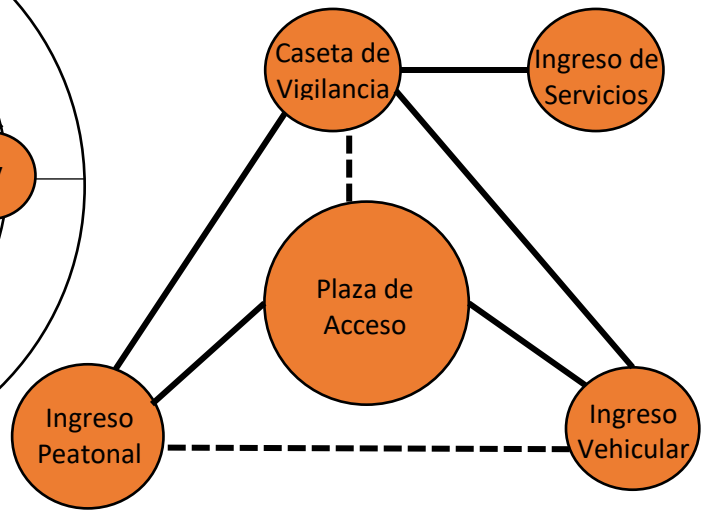 Caseta de
Vigilancia
Ingreso de
Servicios
Plaza de
Acceso
Ingreso
Peatonal
Ingreso
Vehicular